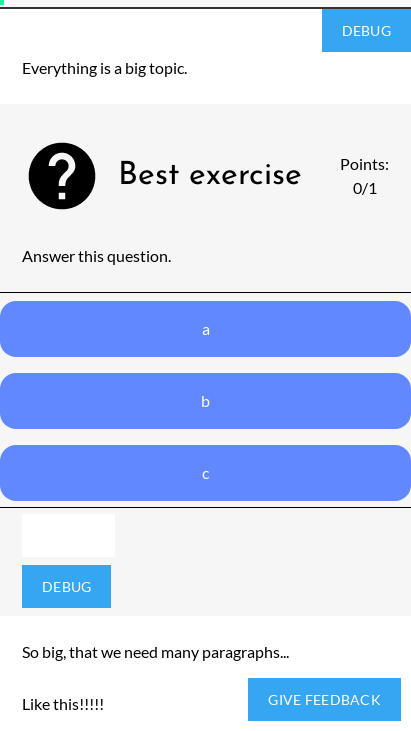 DEBUG
Everything is a big topic.
Best exercise
Points:
0/1
Answer this question.
a
b
c
DEBUG
So big, that we need many paragraphs...
Like this!!!!!
GIVE FEEDBACK